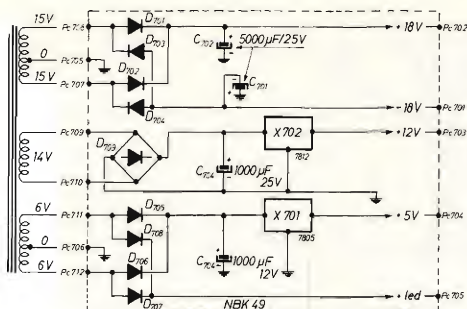 15V Pc708 D701 +18V Pc702
D703 C702 5000μF/25V
0 Pc705
D702 C701
15V Pc707
D704 -18V Pc701
Pc709 X702 +12V Pc703
D709 7812
14V
C704 1000μF
Pc710 25V
6V Pc711 D705 X701 +5V Pc704
D708 7805
0 Pc706
D706 C704 1000μF
6V Pc712 12V
D707 NBK 49 + led Pc705